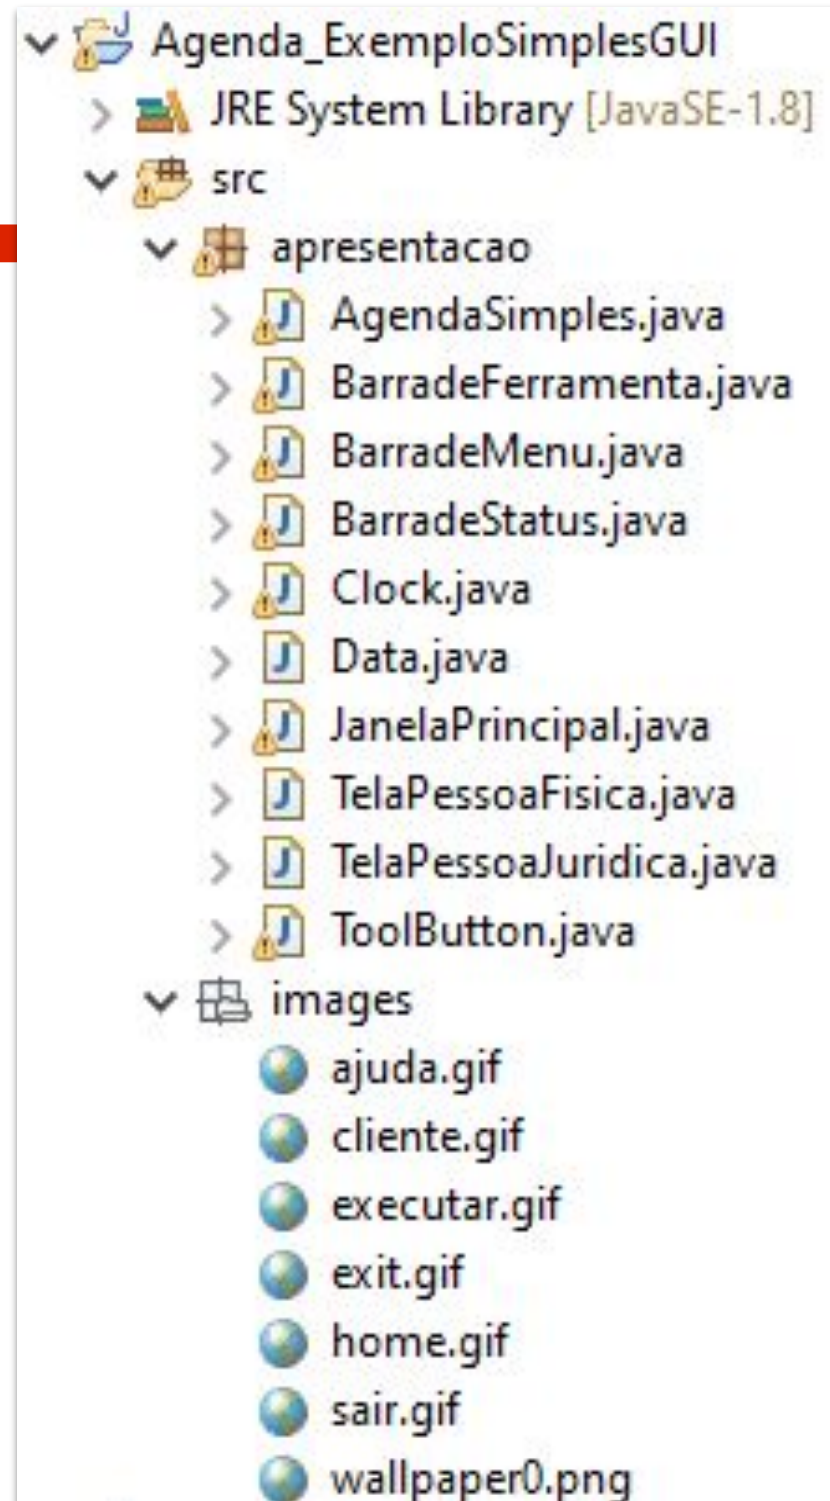 Agenda_ExemploSimplesGUI
JRE System Library [JavaSE-1.8]
src
apresentacao
AgendaSimples.java
BarradeFerramenta.java
BarradeMenu.java
BarradeStatus.java
Clock.java
Data.java
JanelaPrincipal.java
TelaPessoaFisica.java
TelaPessoaJuridica.java
ToolButton.java
images
ajuda.gif
cliente.gif
executar.gif
exit.gif
home.gif
sair.gif
wallpaper0.png